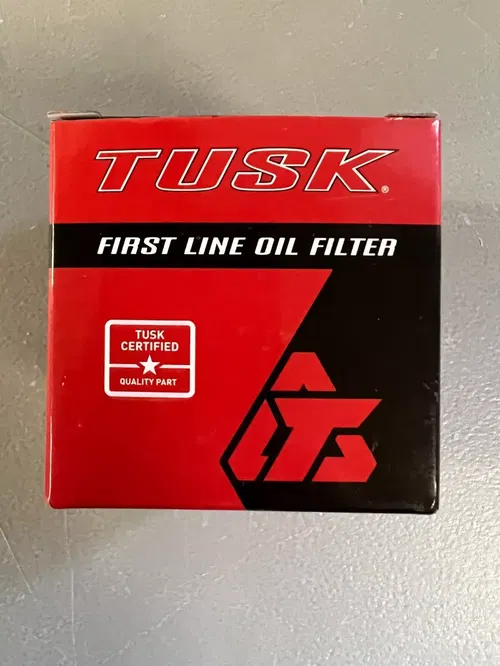 TUSK®
FIRST LINE OIL FILTER
TUSK
CERTIFIED
QUALITY PART